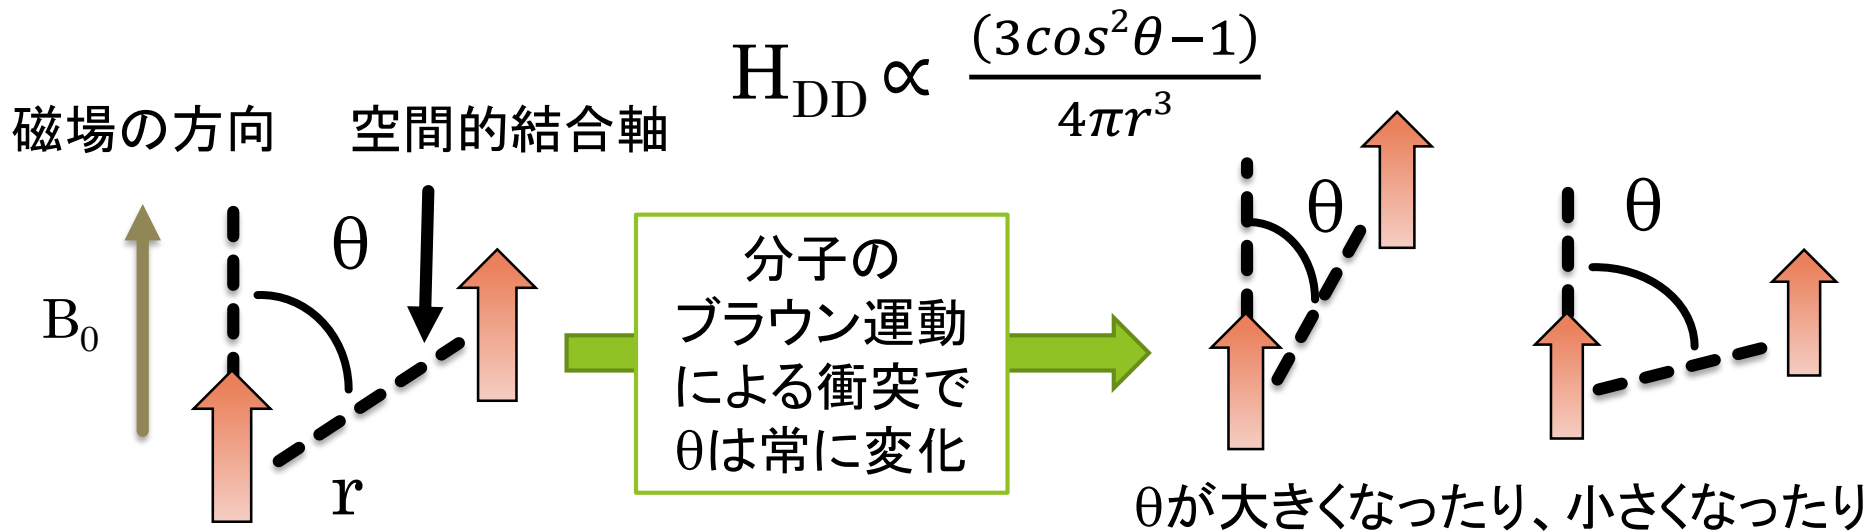 H_DD ∝ (3cos²θ−1) / 4πr³
磁場の方向
空間的結合軸
B₀
θ
r
分子の
ブラウン運動
による衝突で
θは常に変化
θ
θ
θが大きくなったり、小さくなったり